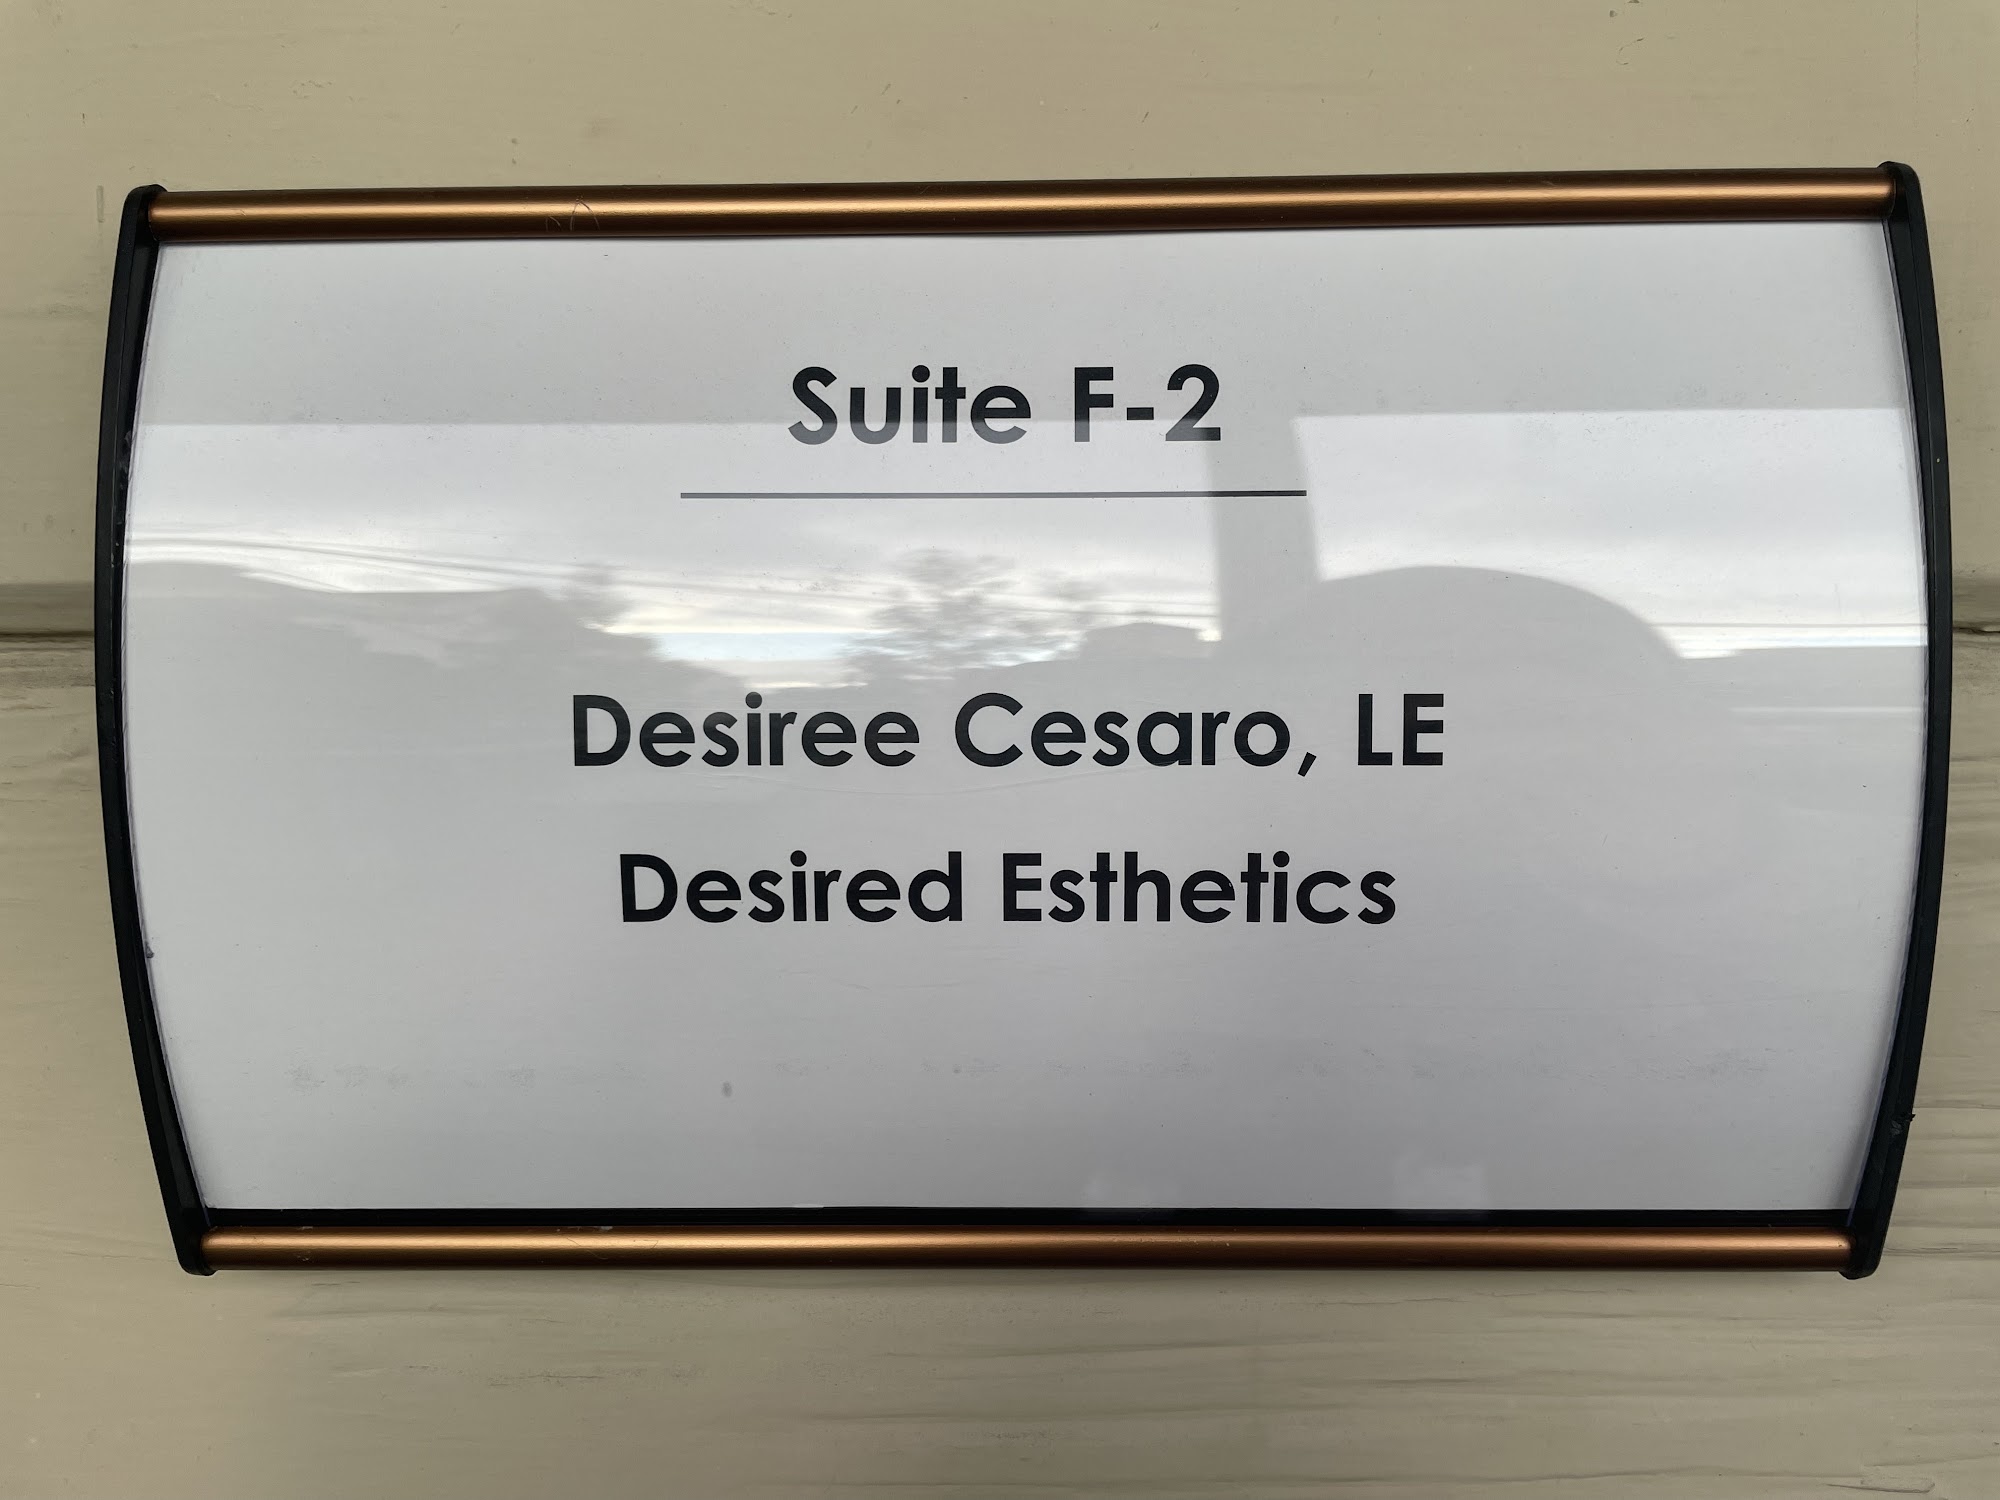 Suite F-2
Desiree Cesaro, LE
Desired Esthetics